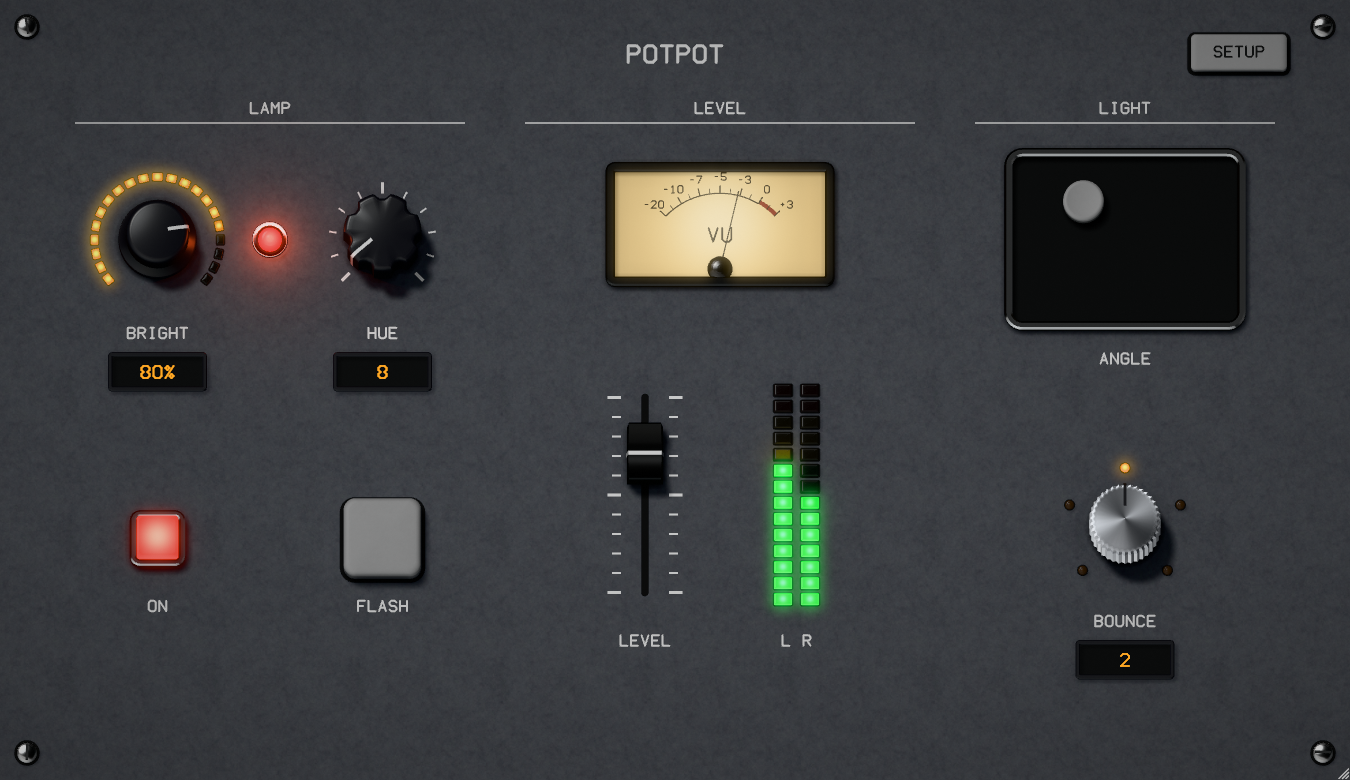 POTPOT
SETUP
LAMP
LEVEL
LIGHT
-20 -10 -7 -5 -3 0 +3
VU
BRIGHT
HUE
80%
8
ANGLE
ON
FLASH
LEVEL
L R
BOUNCE
2